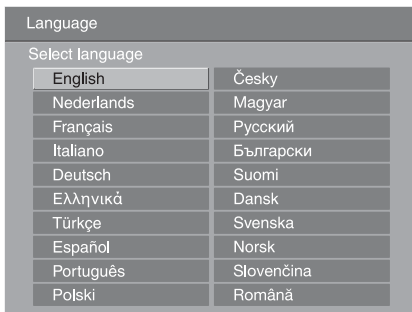 Language
Select language
English Česky
Nederlands Magyar
Français Русский
Italiano Български
Deutsch Suomi
Ελληνικά Dansk
Türkçe Svenska
Español Norsk
Português Slovenčina
Polski Română